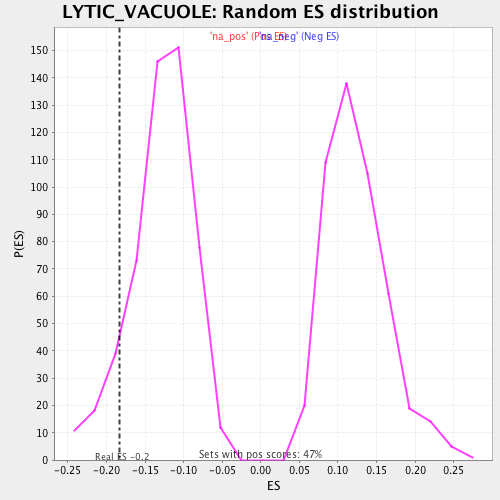 LYTIC_VACUOLE: Random ES distribution
'na_pos' (Pos ES) 'na_neg' (Neg ES)
P(ES)
150
140
130
120
110
100
90
80
70
60
50
40
30
20
10
0
Real ES -0.2
Sets with pos scores: 47%
-0.25 -0.20 -0.15 -0.10 -0.05 0.00 0.05 0.10 0.15 0.20 0.25
ES